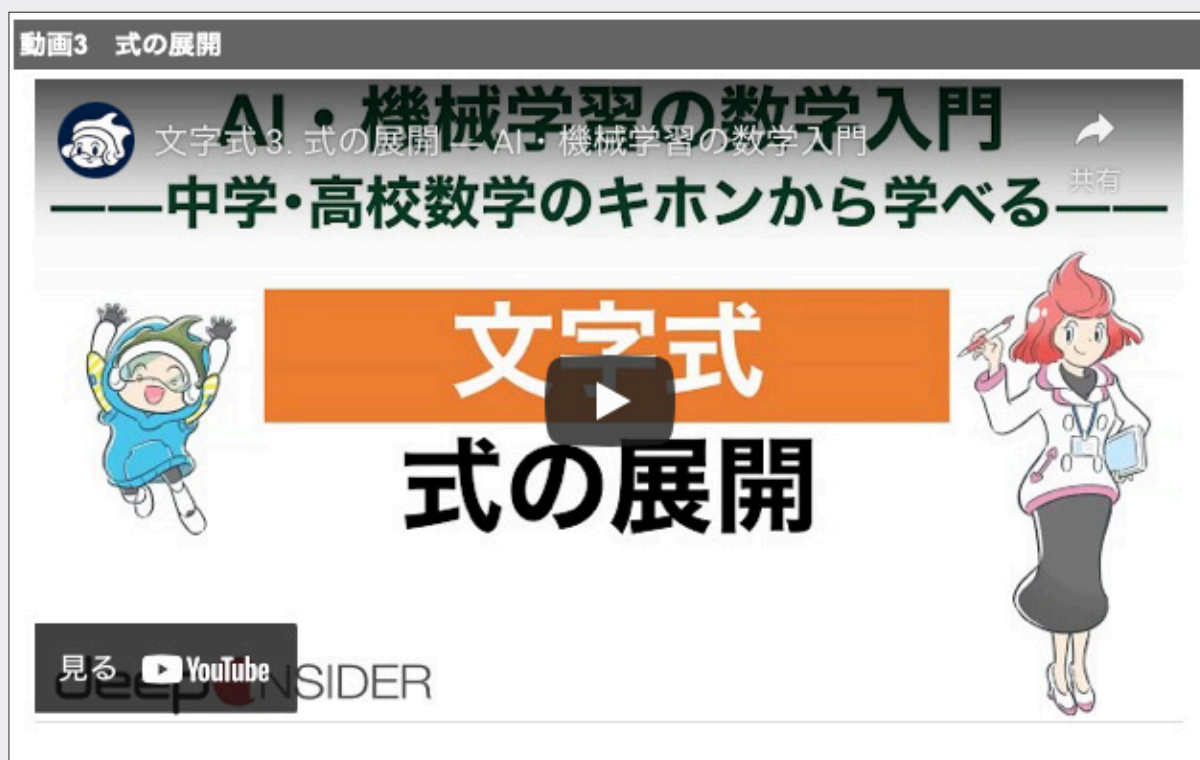 動画3 式の展開
AI・機械学習の数学入門
文字式 3. 式の展開 — AI・機械学習の数学入門
共有
——中学・高校数学のキホンから学べる——
文字式
式の展開
見る YouTube
deep INSIDER